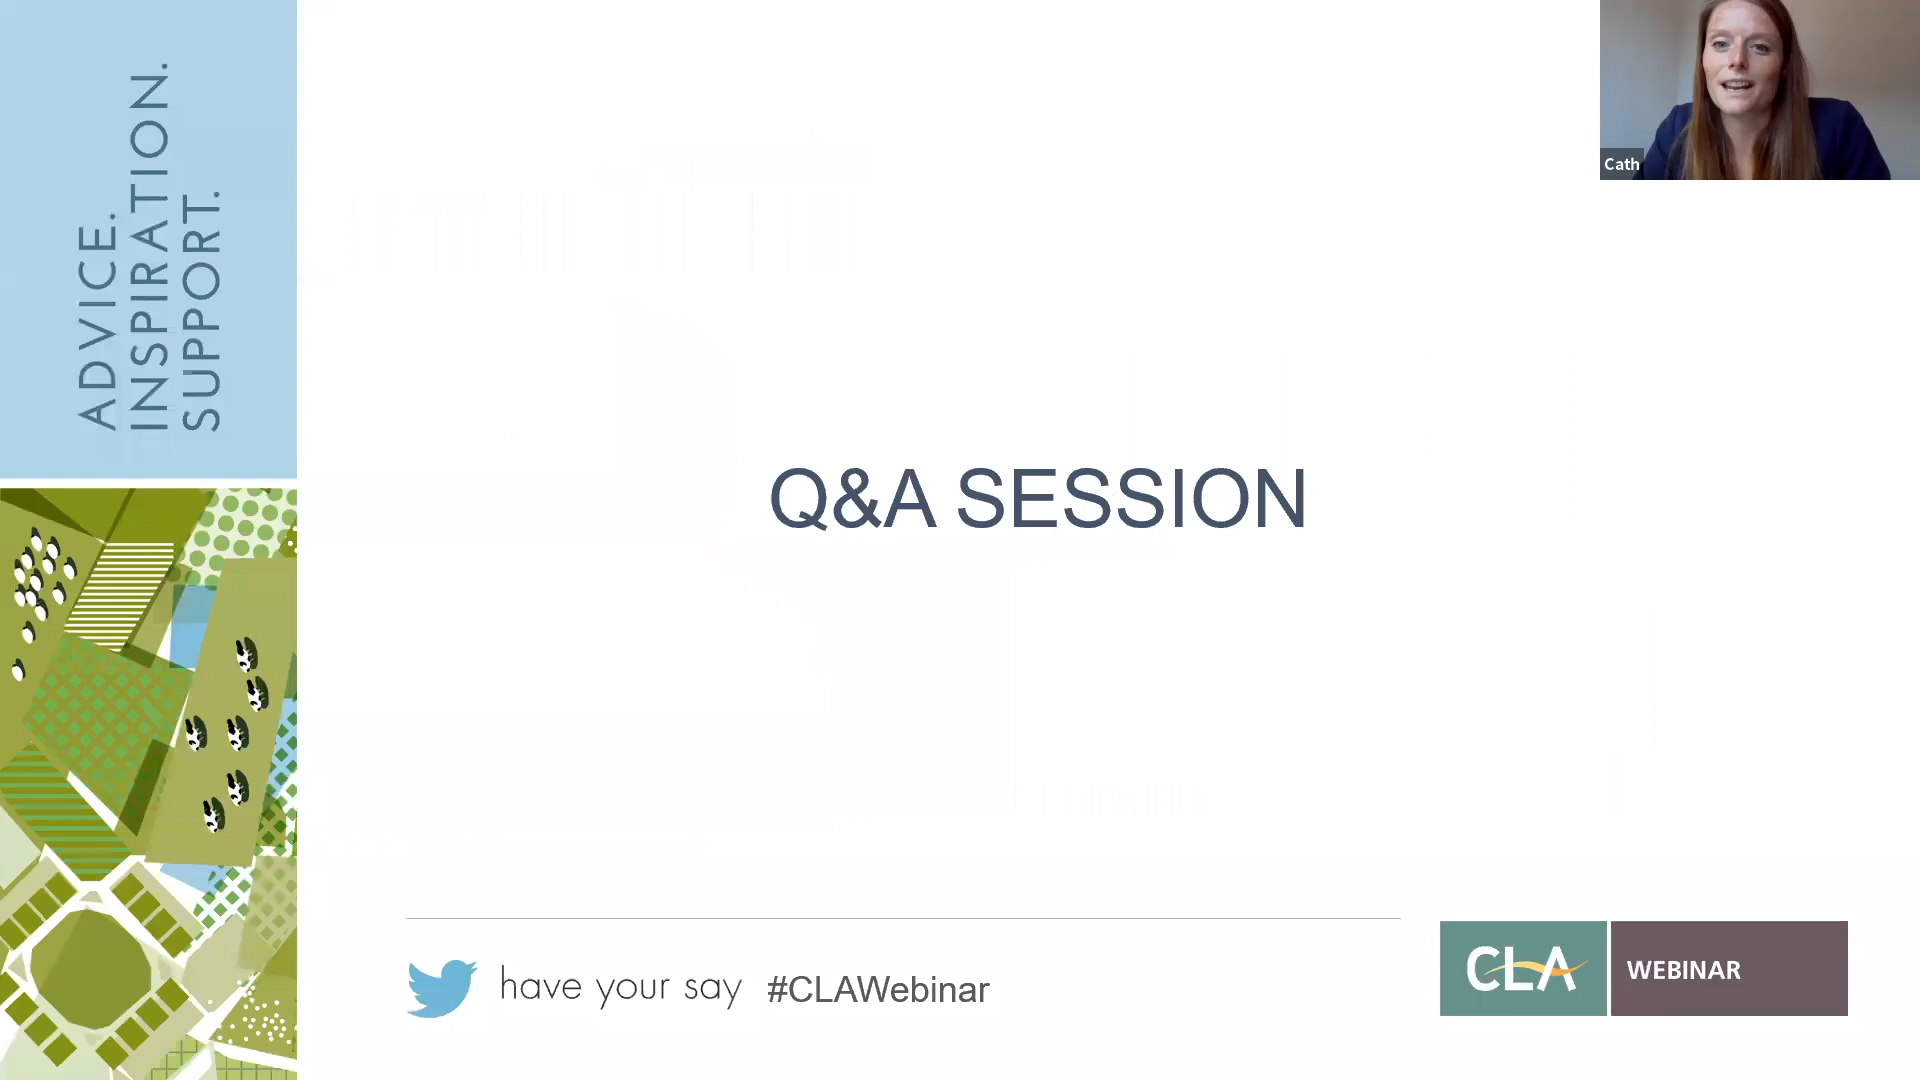 ADVICE.
INSPIRATION.
SUPPORT.
Cath
Q&A SESSION
have your say #CLAWebinar
CLA WEBINAR